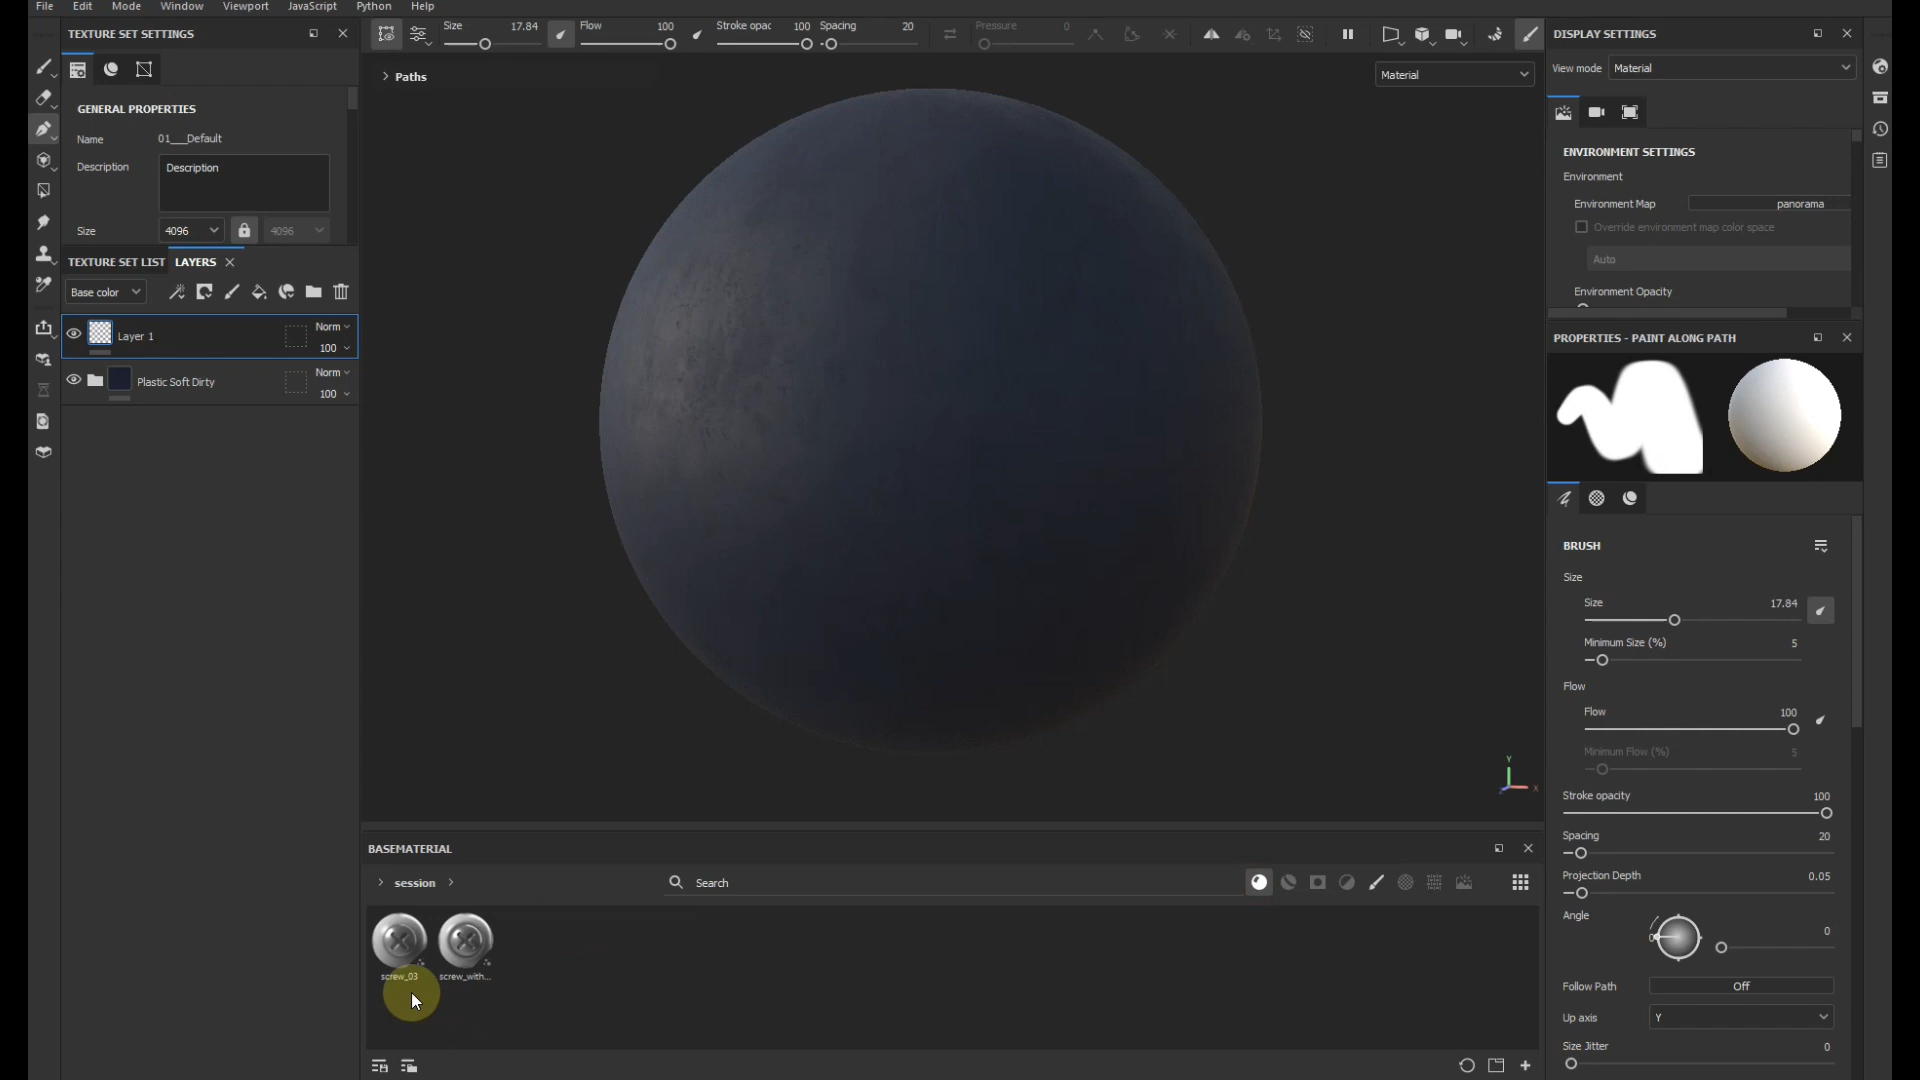 File Edit Mode Window Viewport JavaScript Python Help
TEXTURE SET SETTINGS
GENERAL PROPERTIES
Name 01___Default
Description Description
Size 4096 4096
TEXTURE SET LIST LAYERS
Base color
Layer 1 Norm 100
Plastic Soft Dirty Norm 100
Size 17.84 Flow 100 Stroke opac 100 Spacing 20 Pressure 0
Paths
Material
Y
X
BASEMATERIAL
session
Search
screw_03 screw_with...
DISPLAY SETTINGS
View mode Material
ENVIRONMENT SETTINGS
Environment
Environment Map panorama
Override environment map color space
Auto
Environment Opacity
PROPERTIES - PAINT ALONG PATH
BRUSH
Size
Size 17.84
Minimum Size (%) 5
Flow
Flow 100
Minimum Flow (%) 5
Stroke opacity 100
Spacing 20
Projection Depth 0.05
Angle 0 0
Follow Path Off
Up axis Y
Size Jitter 0